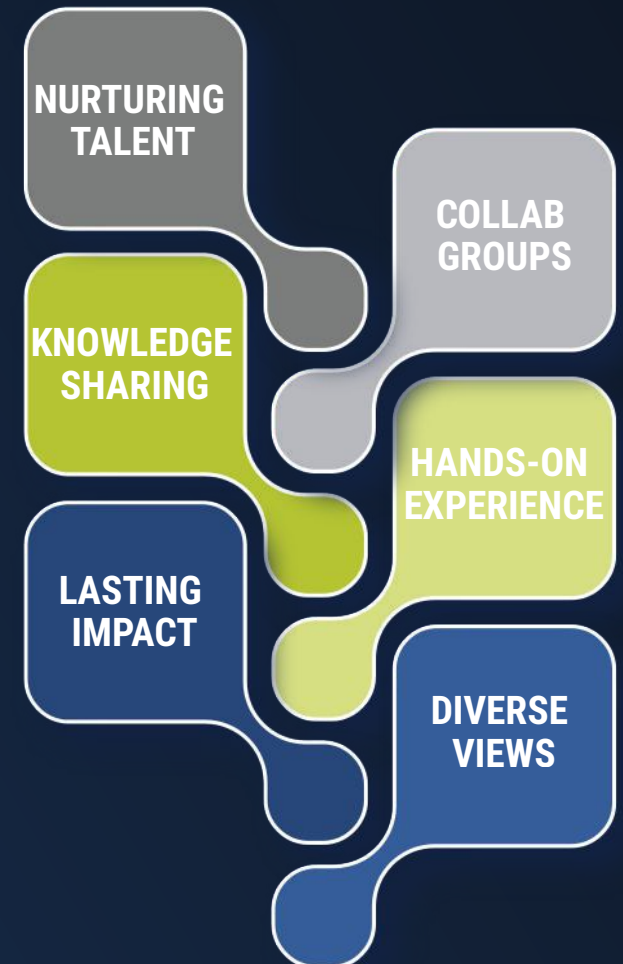 NURTURING
TALENT
COLLAB
GROUPS
KNOWLEDGE
SHARING
HANDS-ON
EXPERIENCE
LASTING
IMPACT
DIVERSE
VIEWS